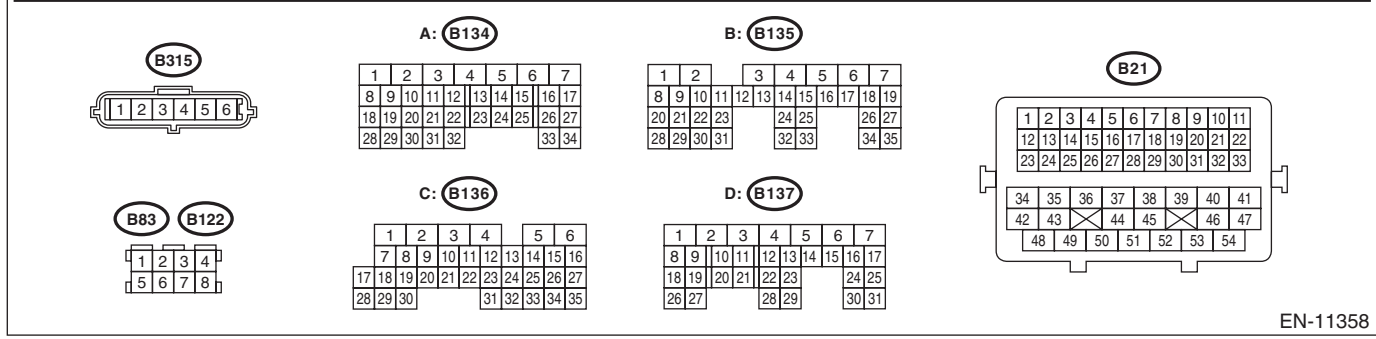 B315
1 2 3 4 5 6
B83 B122
1 2 3 4
5 6 7 8
A: B134
1 2 3 4 5 6 7
8 9 10 11 12 13 14 15 16 17
18 19 20 21 22 23 24 25 26 27
28 29 30 31 32 33 34
C: B136
1 2 3 4 5 6
7 8 9 10 11 12 13 14 15 16
17 18 19 20 21 22 23 24 25 26 27
28 29 30 31 32 33 34 35
B: B135
1 2 3 4 5 6 7
8 9 10 11 12 13 14 15 16 17 18 19
20 21 22 23 24 25 26 27
28 29 30 31 32 33 34 35
D: B137
1 2 3 4 5 6 7
8 9 10 11 12 13 14 15 16 17
18 19 20 21 22 23 24 25
26 27 28 29 30 31
B21
1 2 3 4 5 6 7 8 9 10 11
12 13 14 15 16 17 18 19 20 21 22
23 24 25 26 27 28 29 30 31 32 33
34 35 36 37 38 39 40 41
42 43 44 45 46 47
48 49 50 51 52 53 54
EN-11358